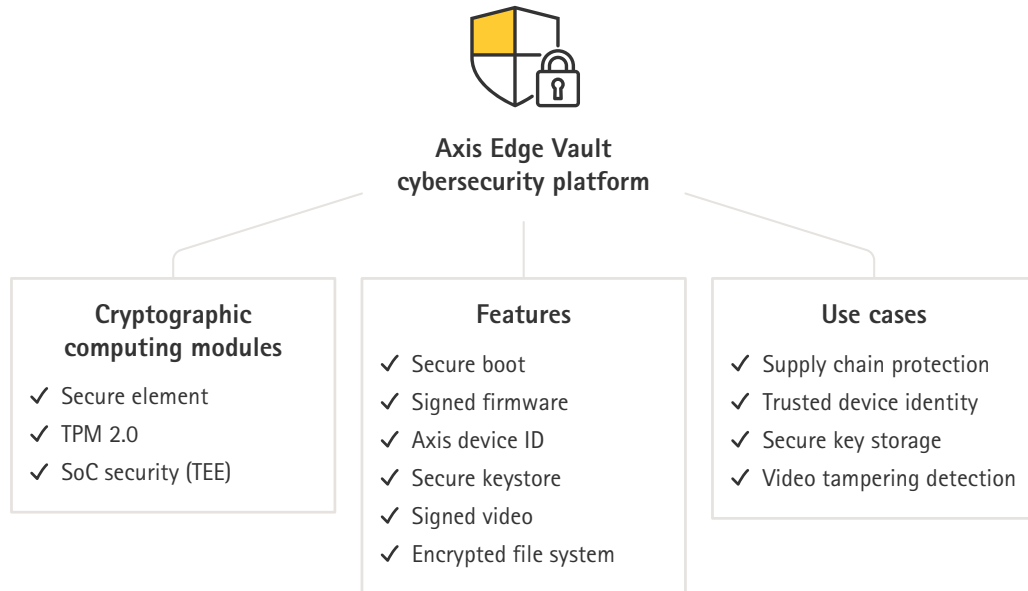 Axis Edge Vault
cybersecurity platform
Cryptographic
computing modules
✓ Secure element
✓ TPM 2.0
✓ SoC security (TEE)
Features
✓ Secure boot
✓ Signed firmware
✓ Axis device ID
✓ Secure keystore
✓ Signed video
✓ Encrypted file system
Use cases
✓ Supply chain protection
✓ Trusted device identity
✓ Secure key storage
✓ Video tampering detection